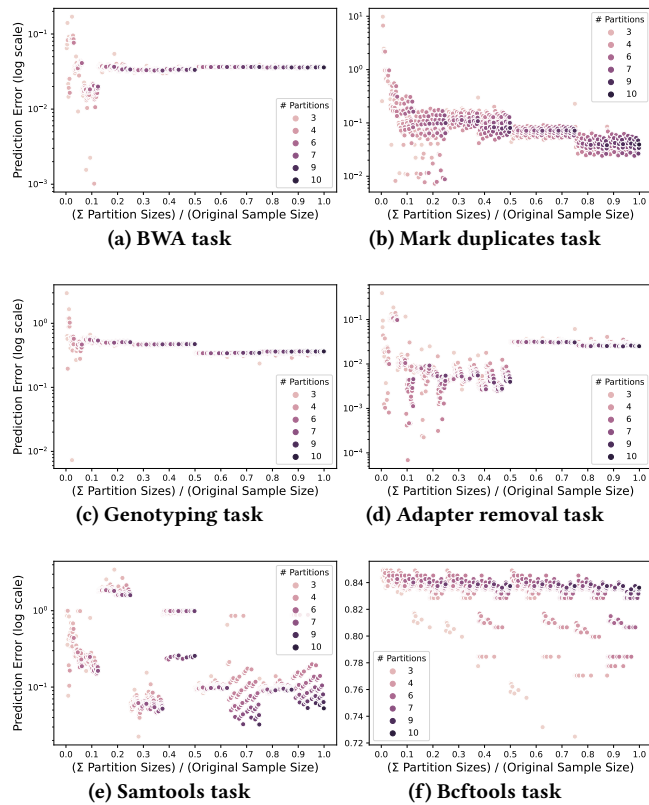 Prediction Error (log scale)
10⁻¹
10⁻²
10⁻³
# Partitions
3
4
6
7
9
10
0.0 0.1 0.2 0.3 0.4 0.5 0.6 0.7 0.8 0.9 1.0
(Σ Partition Sizes) / (Original Sample Size)
(a) BWA task
10¹
10⁰
10⁻¹
10⁻²
# Partitions
3
4
6
7
9
10
0.0 0.1 0.2 0.3 0.4 0.5 0.6 0.7 0.8 0.9 1.0
(Σ Partition Sizes) / (Original Sample Size)
(b) Mark duplicates task
Prediction Error (log scale)
10⁰
10⁻¹
10⁻²
# Partitions
3
4
6
7
9
10
0.0 0.1 0.2 0.3 0.4 0.5 0.6 0.7 0.8 0.9 1.0
(Σ Partition Sizes) / (Original Sample Size)
(c) Genotyping task
10⁻¹
10⁻²
10⁻³
10⁻⁴
# Partitions
3
4
6
7
9
10
0.0 0.1 0.2 0.3 0.4 0.5 0.6 0.7 0.8 0.9 1.0
(Σ Partition Sizes) / (Original Sample Size)
(d) Adapter removal task
Prediction Error (log scale)
10⁰
10⁻¹
# Partitions
3
4
6
7
9
10
0.0 0.1 0.2 0.3 0.4 0.5 0.6 0.7 0.8 0.9 1.0
(Σ Partition Sizes) / (Original Sample Size)
(e) Samtools task
0.84
0.82
0.80
0.78
0.76
0.74
0.72
# Partitions
3
4
6
7
9
10
0.0 0.1 0.2 0.3 0.4 0.5 0.6 0.7 0.8 0.9 1.0
(Σ Partition Sizes) / (Original Sample Size)
(f) Bcftools task